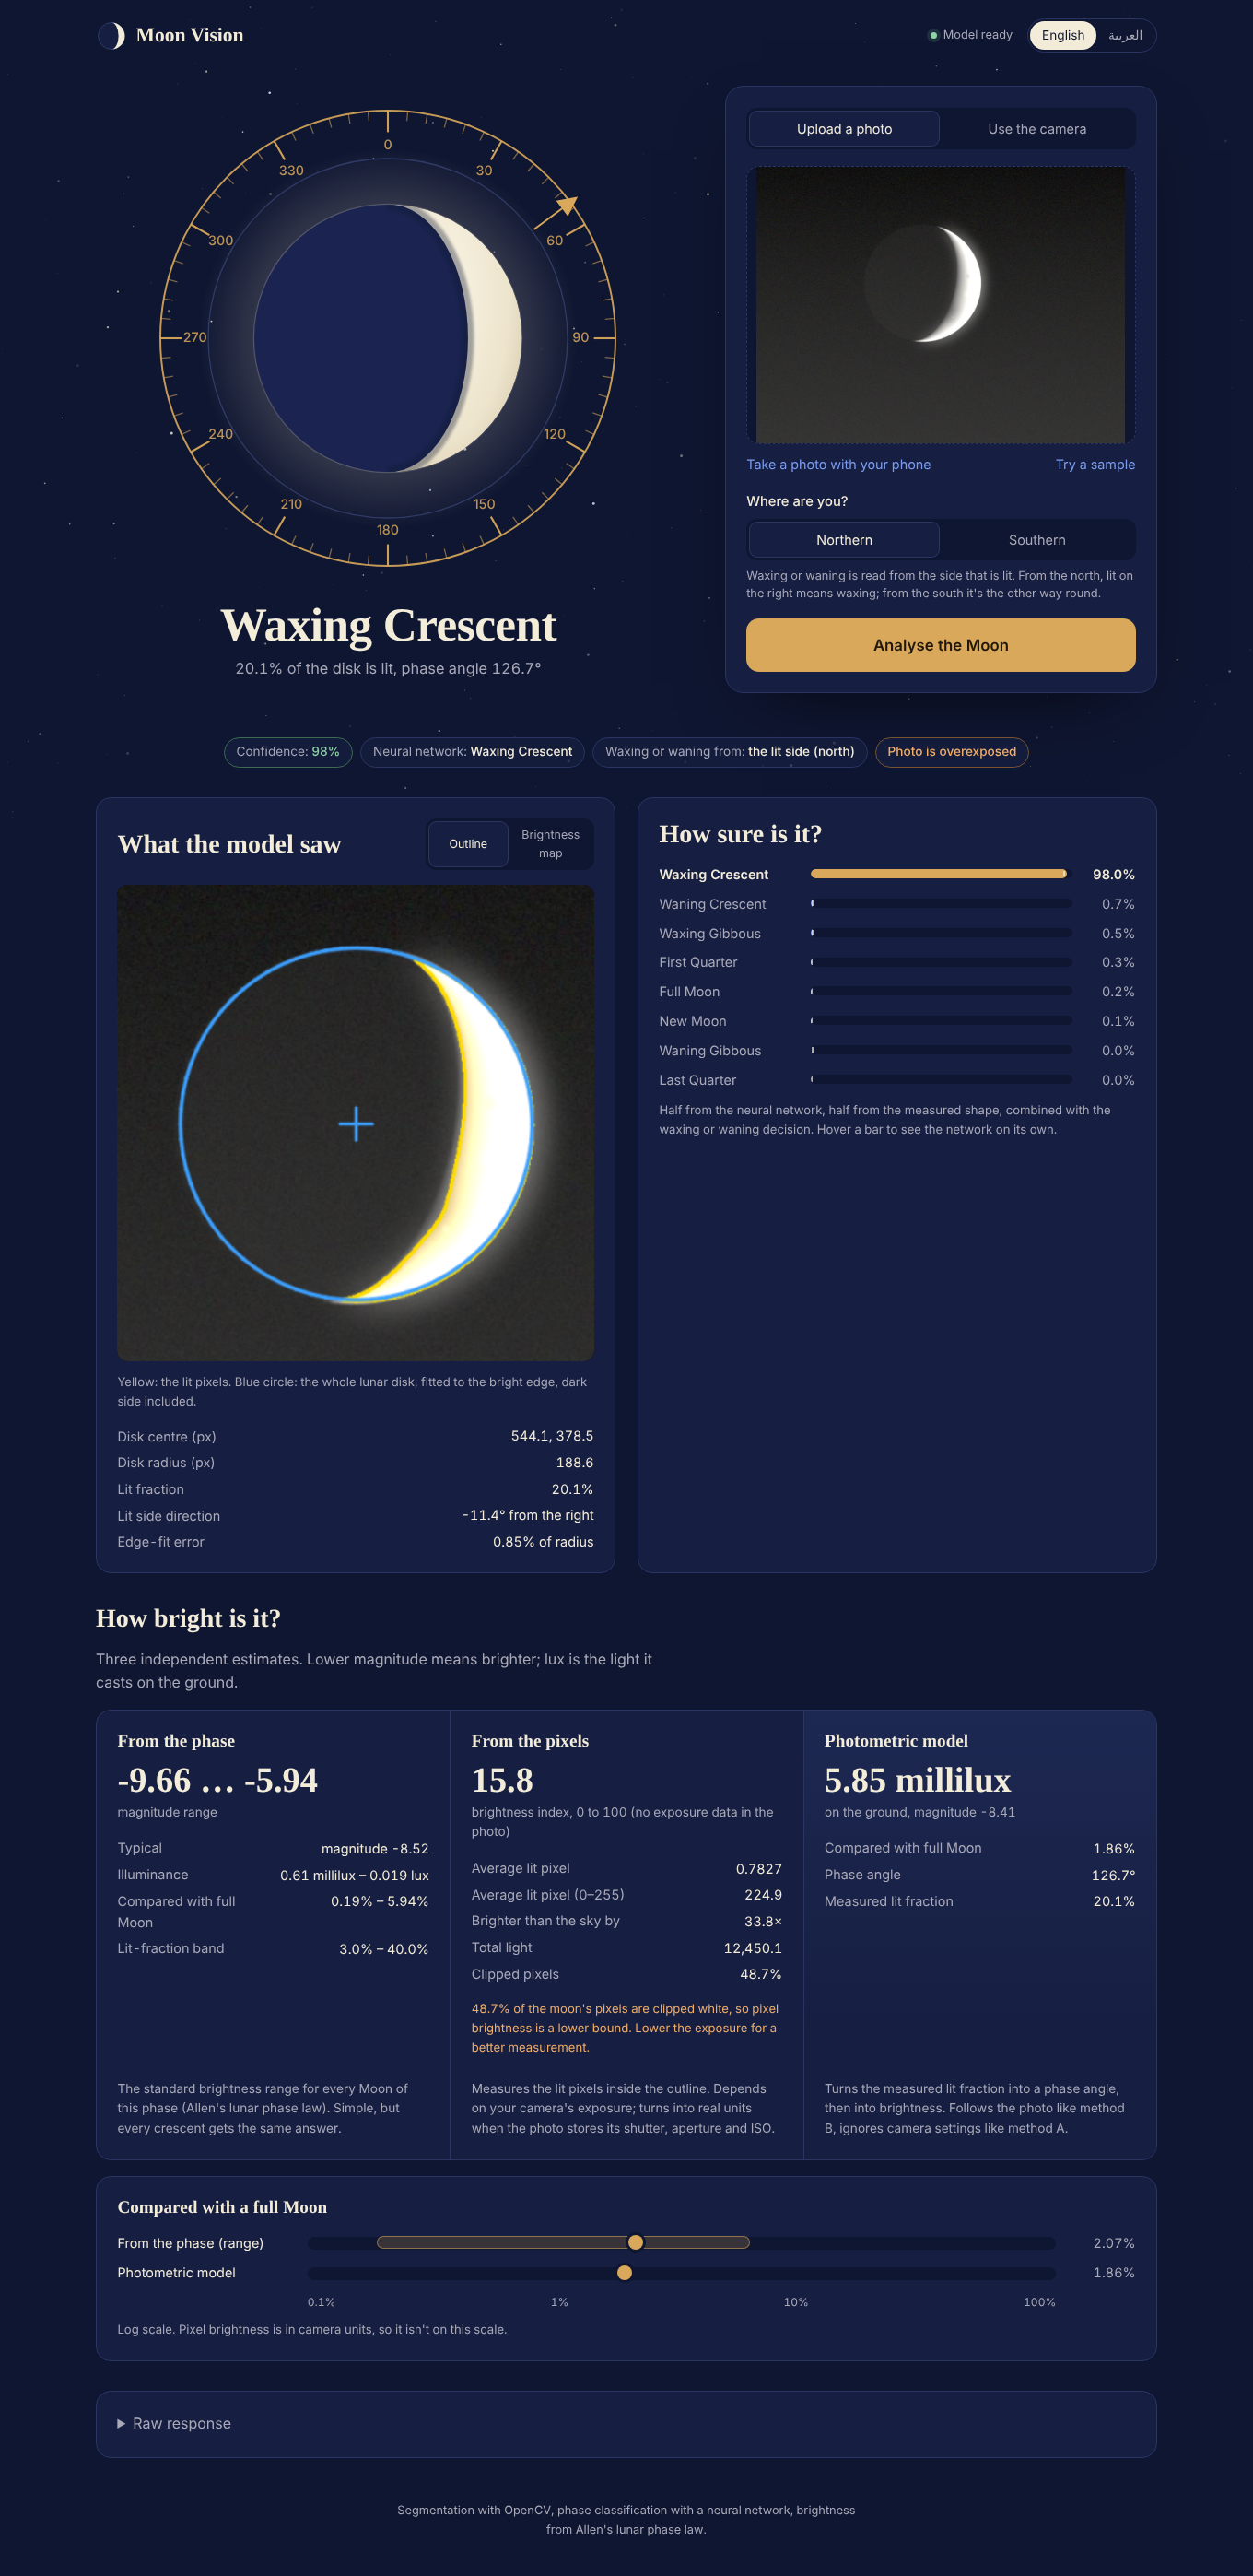 Moon Vision
Model ready
English
العربية
0
30
60
90
120
150
180
210
240
270
300
330
Waxing Crescent
20.1% of the disk is lit, phase angle 126.7°
Upload a photo
Use the camera
Take a photo with your phone
Try a sample
Where are you?
Northern
Southern
Waxing or waning is read from the side that is lit. From the north, lit on
the right means waxing; from the south it's the other way round.
Analyse the Moon
Confidence: 98%
Neural network: Waxing Crescent
Waxing or waning from: the lit side (north)
Photo is overexposed
What the model saw
Outline
Brightness
map
Yellow: the lit pixels. Blue circle: the whole lunar disk, fitted to the bright edge, dark
side included.
Disk centre (px) 544.1, 378.5
Disk radius (px) 188.6
Lit fraction 20.1%
Lit side direction -11.4° from the right
Edge-fit error 0.85% of radius
How sure is it?
Waxing Crescent 98.0%
Waning Crescent 0.7%
Waxing Gibbous 0.5%
First Quarter 0.3%
Full Moon 0.2%
New Moon 0.1%
Waning Gibbous 0.0%
Last Quarter 0.0%
Half from the neural network, half from the measured shape, combined with the
waxing or waning decision. Hover a bar to see the network on its own.
How bright is it?
Three independent estimates. Lower magnitude means brighter; lux is the light it
casts on the ground.
From the phase
-9.66 … -5.94
magnitude range
Typical magnitude -8.52
Illuminance 0.61 millilux – 0.019 lux
Compared with full 0.19% – 5.94%
Moon
Lit-fraction band 3.0% – 40.0%
The standard brightness range for every Moon of
this phase (Allen's lunar phase law). Simple, but
every crescent gets the same answer.
From the pixels
15.8
brightness index, 0 to 100 (no exposure data in the
photo)
Average lit pixel 0.7827
Average lit pixel (0–255) 224.9
Brighter than the sky by 33.8×
Total light 12,450.1
Clipped pixels 48.7%
48.7% of the moon's pixels are clipped white, so pixel
brightness is a lower bound. Lower the exposure for a
better measurement.
Measures the lit pixels inside the outline. Depends
on your camera's exposure; turns into real units
when the photo stores its shutter, aperture and ISO.
Photometric model
5.85 millilux
on the ground, magnitude -8.41
Compared with full Moon 1.86%
Phase angle 126.7°
Measured lit fraction 20.1%
Turns the measured lit fraction into a phase angle,
then into brightness. Follows the photo like method
B, ignores camera settings like method A.
Compared with a full Moon
From the phase (range) 2.07%
Photometric model 1.86%
0.1% 1% 10% 100%
Log scale. Pixel brightness is in camera units, so it isn't on this scale.
Raw response
Segmentation with OpenCV, phase classification with a neural network, brightness
from Allen's lunar phase law.